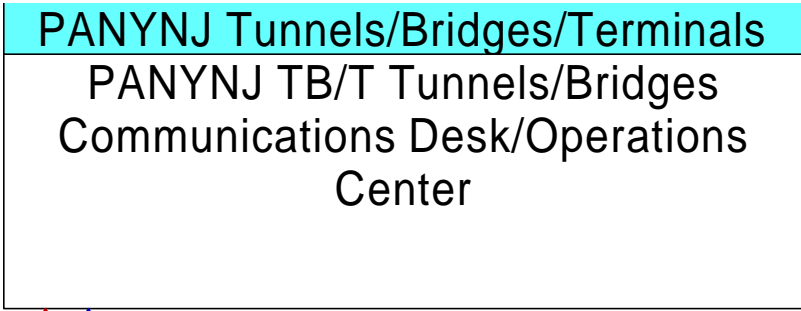 PANYNJ Tunnels/Bridges/Terminals
PANYNJ TB/T Tunnels/Bridges
Communications Desk/Operations
Center